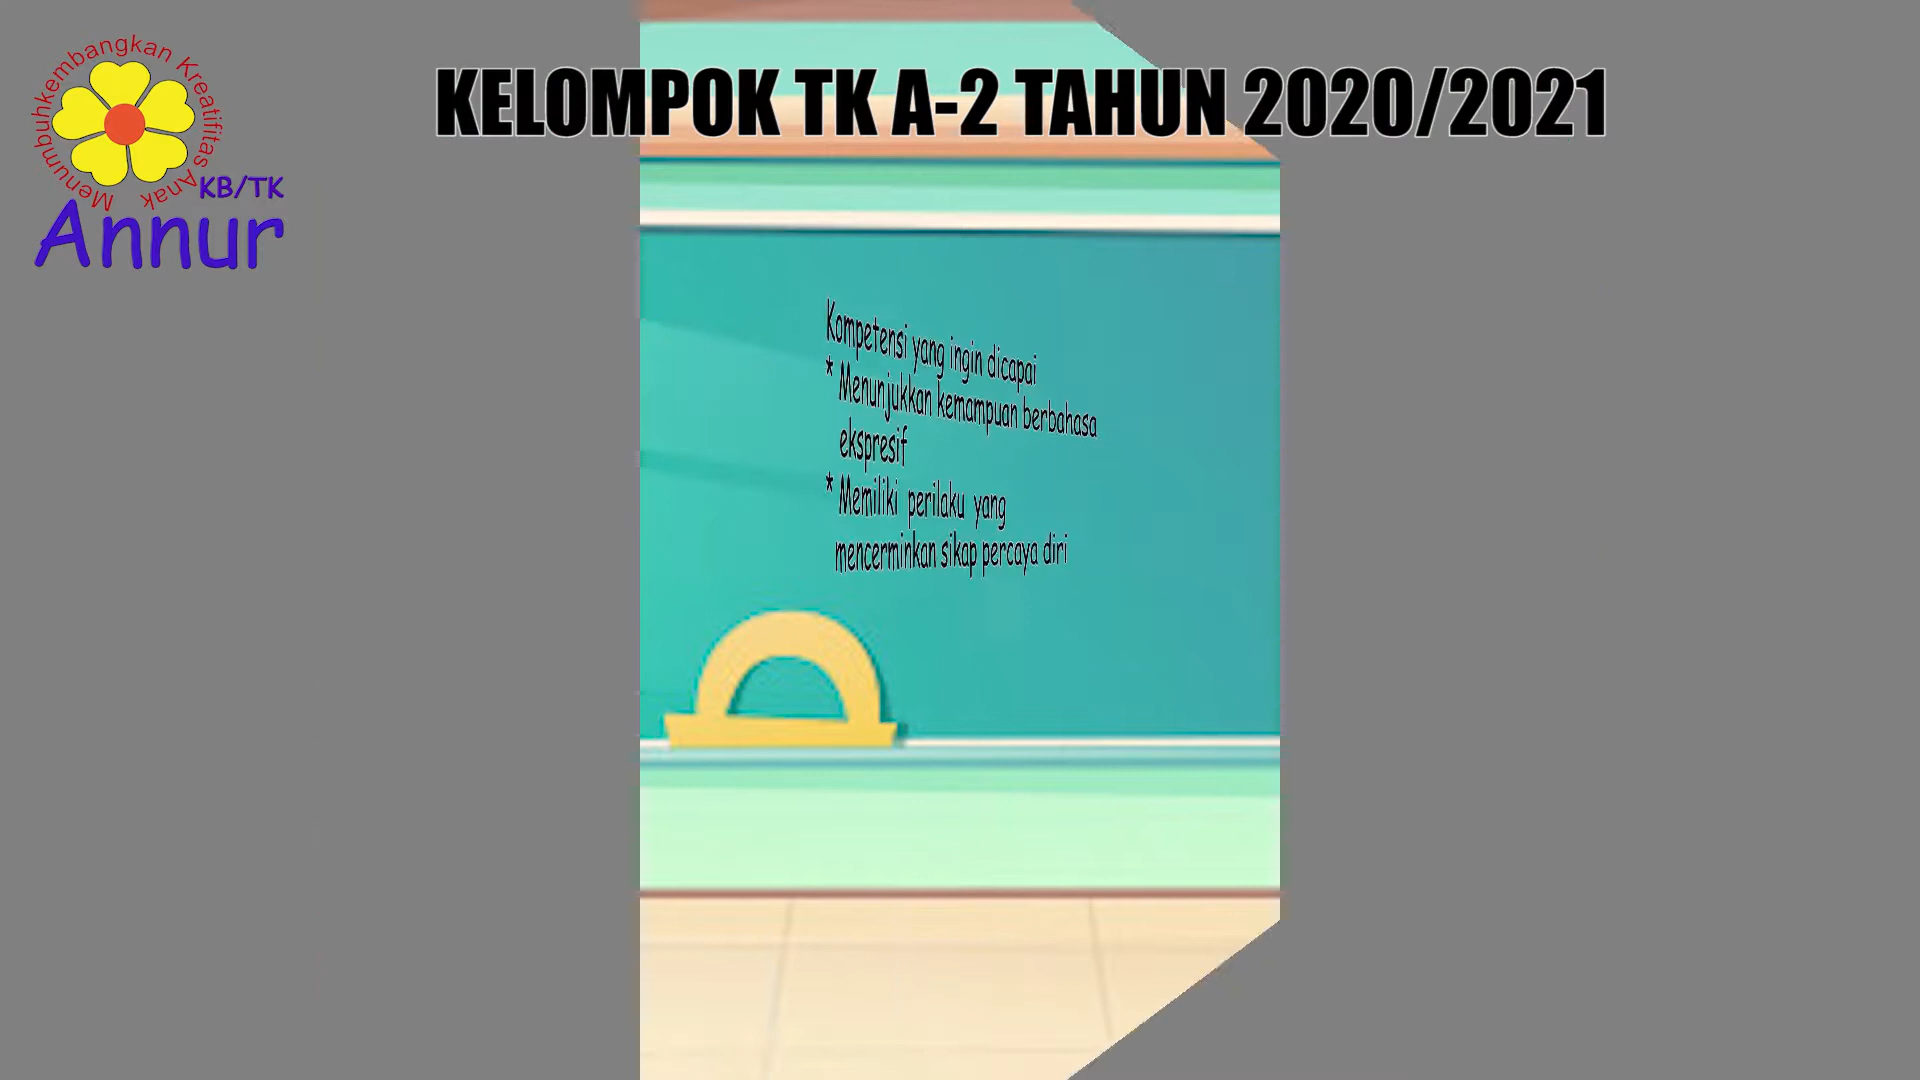 Menumbuhkembangkan Kreatifitas Anak
KB/TK
Annur
KELOMPOK TK A-2 TAHUN 2020/2021
Kompetensi yang ingin dicapai
* Menunjukkan kemampuan berbahasa
ekspresif
* Memiliki perilaku yang
mencerminkan sikap percaya diri